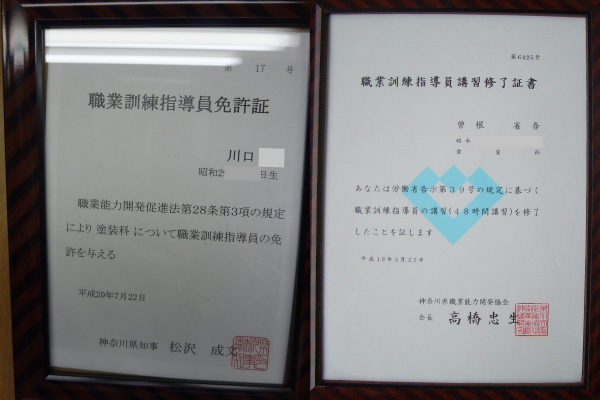 第 17 号
職業訓練指導員免許証
川口
昭和2 日生
職業能力開発促進法第28条第3項の規定
により 塗装科 について職業訓練指導員の免
許を与える
平成20年7月22日
神奈川県知事 松沢 成文
第6425号
職業訓練指導員講習修了証書
曽根 省吾
昭和
塗装科
あなたは労働省告示第39号の規定に基づく
職業訓練指導員の講習(48時間講習)を修了
したことを証します
平成18年2月22日
神奈川県職業能力開発協会
会長 高橋忠生